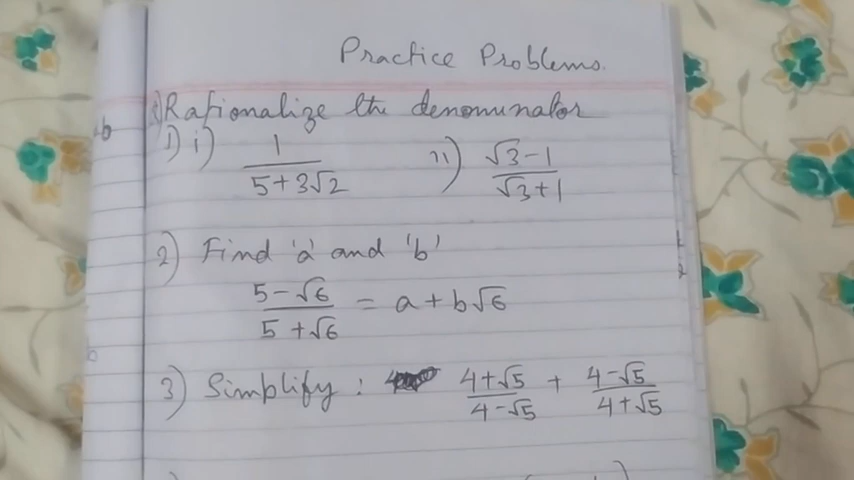 Practice Problems.
Rationalize the denominator
1) i) 1/(5+3√2) ii) (√3-1)/(√3+1)
2) Find 'a' and 'b'
(5-√6)/(5+√6) = a+b√6
3) Simplify: (4+√5)/(4-√5) + (4-√5)/(4+√5)